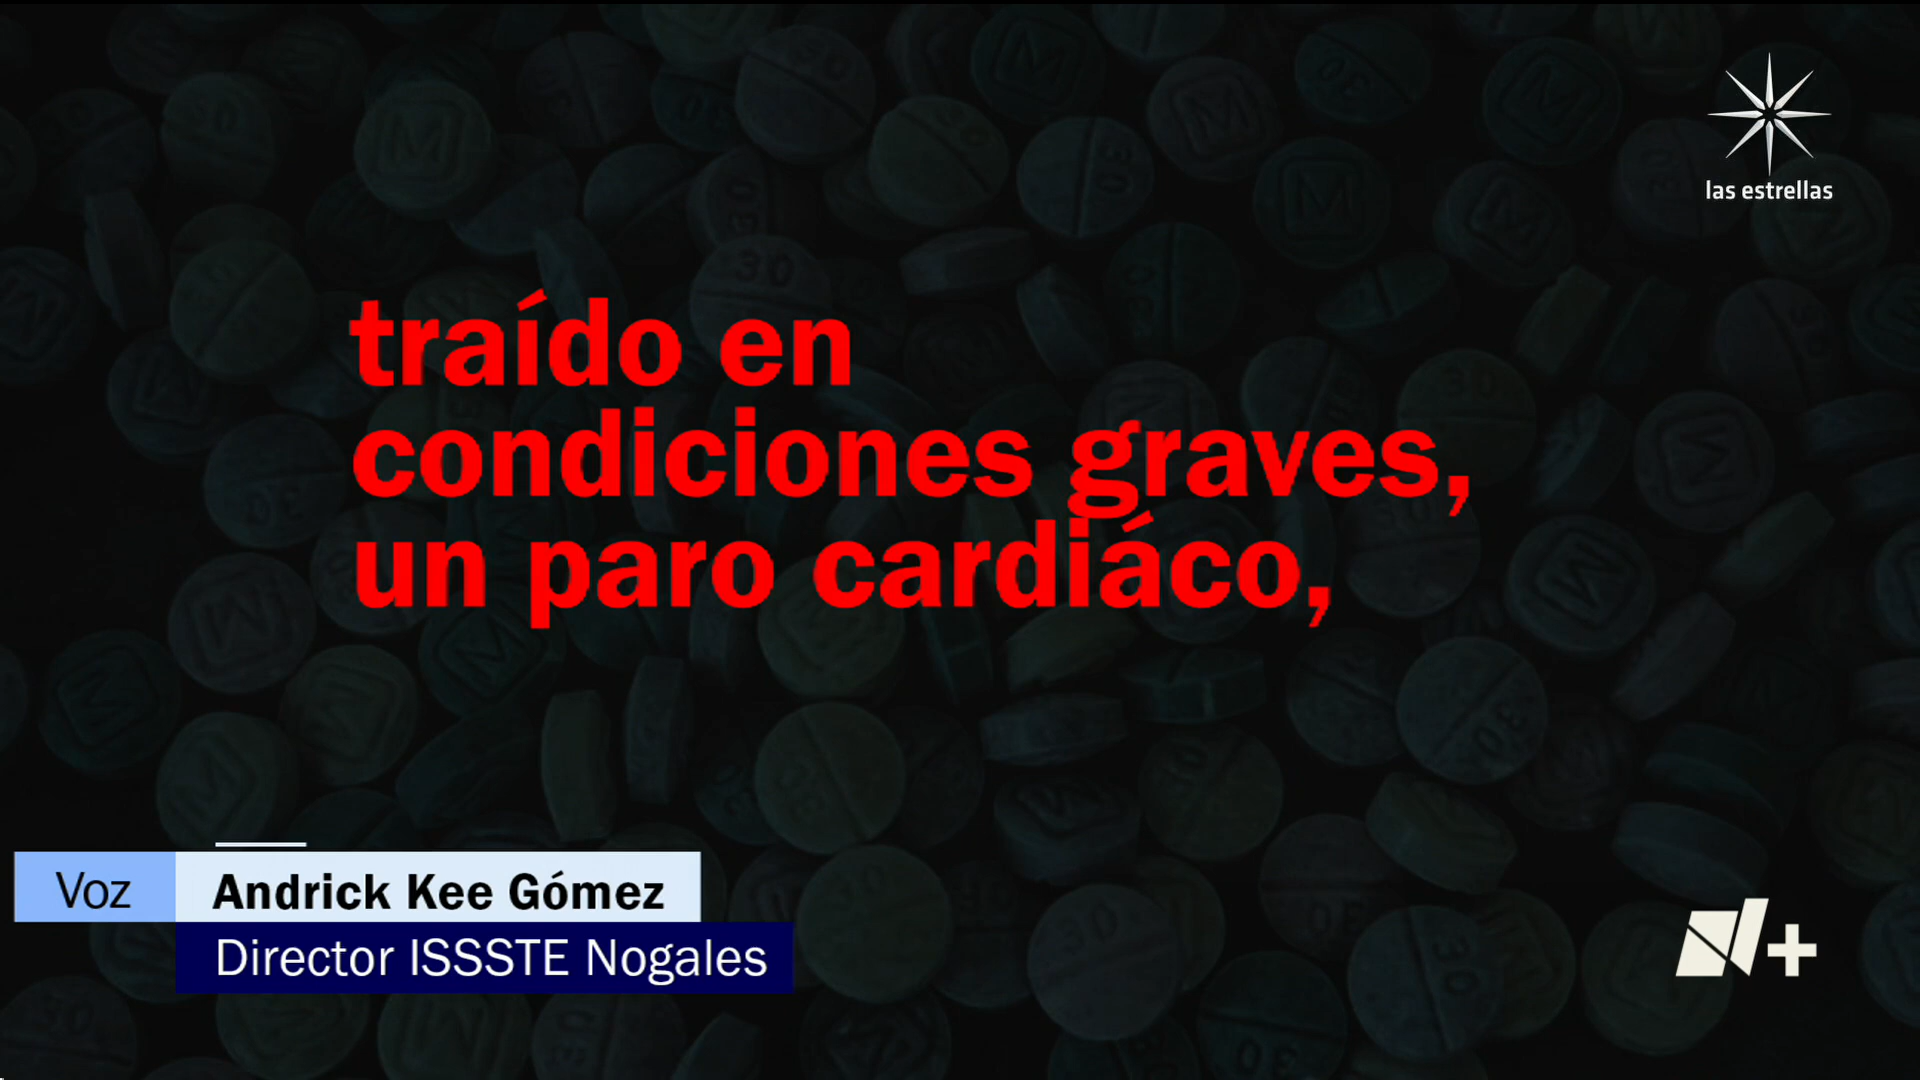 las estrellas
traído en
condiciones graves,
un paro cardiáco,
Voz
Andrick Kee Gómez
Director ISSSTE Nogales
N+